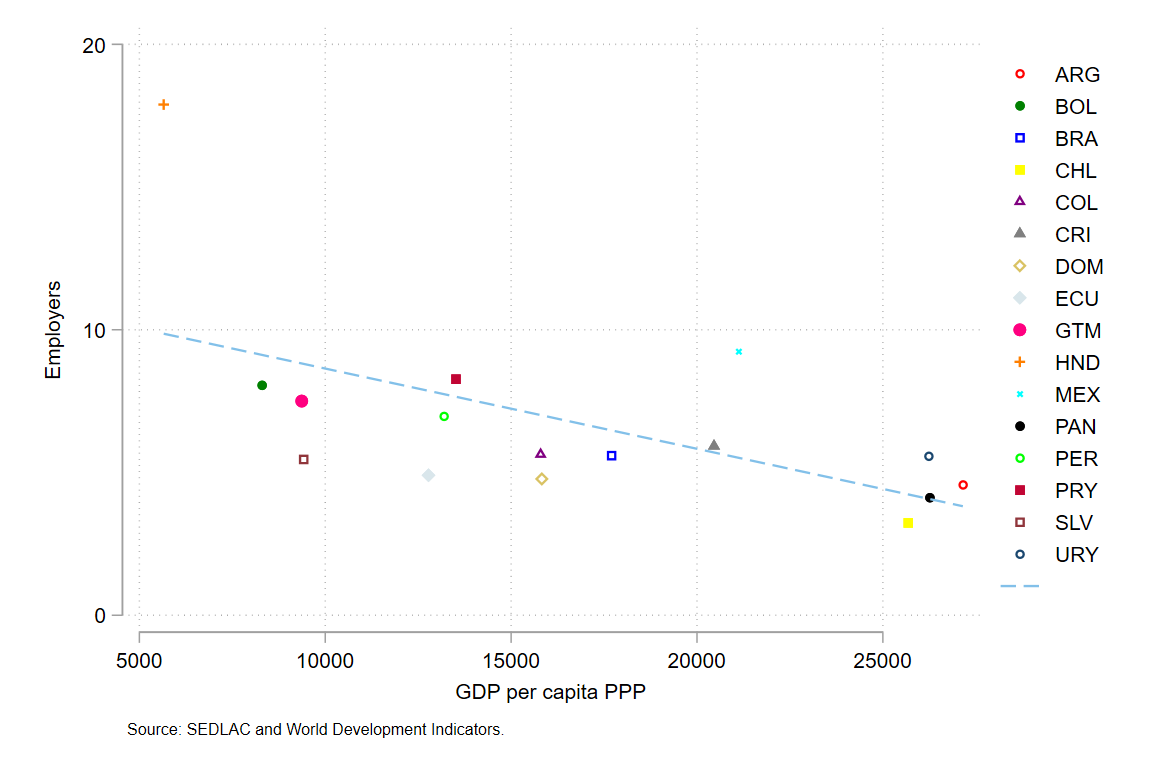 20
10
0
Employers
5000 10000 15000 20000 25000
GDP per capita PPP
ARG
BOL
BRA
CHL
COL
CRI
DOM
ECU
GTM
HND
MEX
PAN
PER
PRY
SLV
URY
Source: SEDLAC and World Development Indicators.